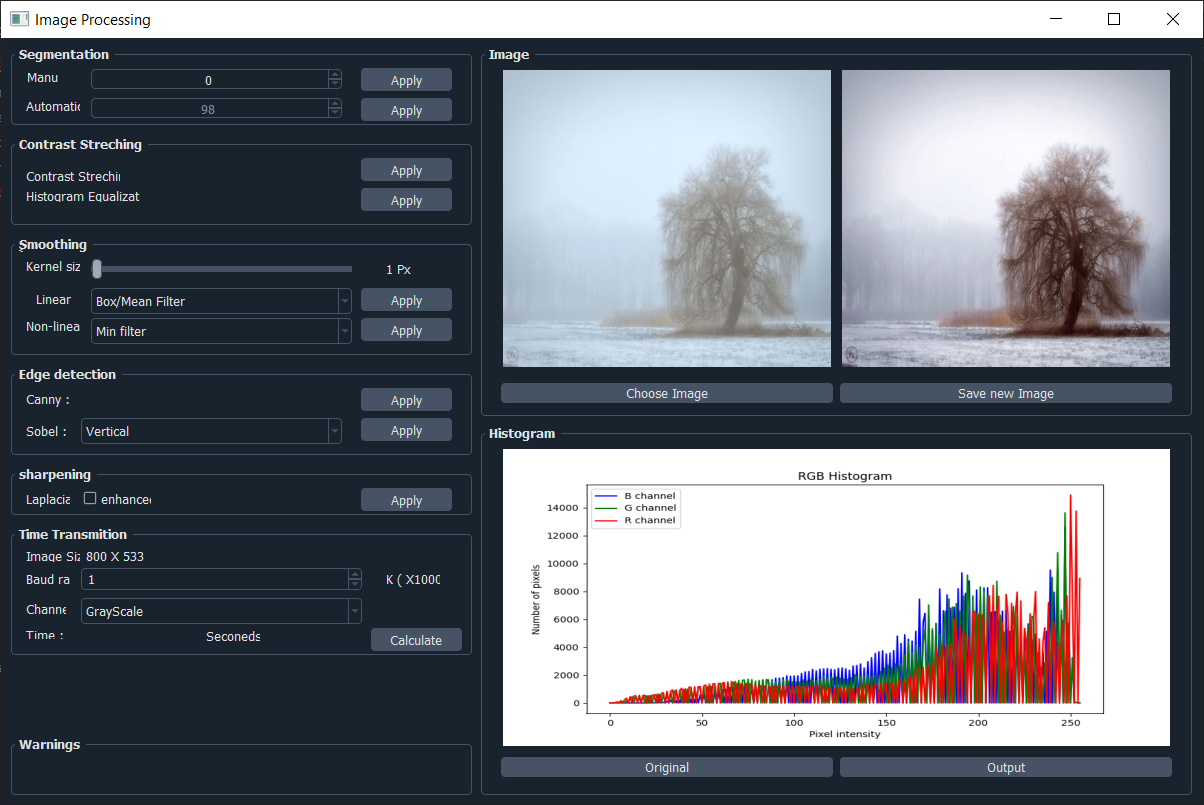 Image Processing
Segmentation
Manu
0
Apply
Automatic
98
Apply
Contrast Streching
Contrast Strechin
Apply
Histogram Equalizat
Apply
Smoothing
Kernel siz
1 Px
Linear
Box/Mean Filter
Apply
Non-linea
Min filter
Apply
Edge detection
Canny :
Apply
Sobel :
Vertical
Apply
sharpening
Laplacia
enhanced
Apply
Time Transmition
Image Siz
800 X 533
Baud ra
1
K ( X1000
Channe
GrayScale
Time :
Seconds
Calculate
Warnings
Image
Choose Image
Save new Image
Histogram
RGB Histogram
B channel
G channel
R channel
Number of pixels
14000
12000
10000
8000
6000
4000
2000
0
0
50
100
150
200
250
Pixel intensity
Original
Output